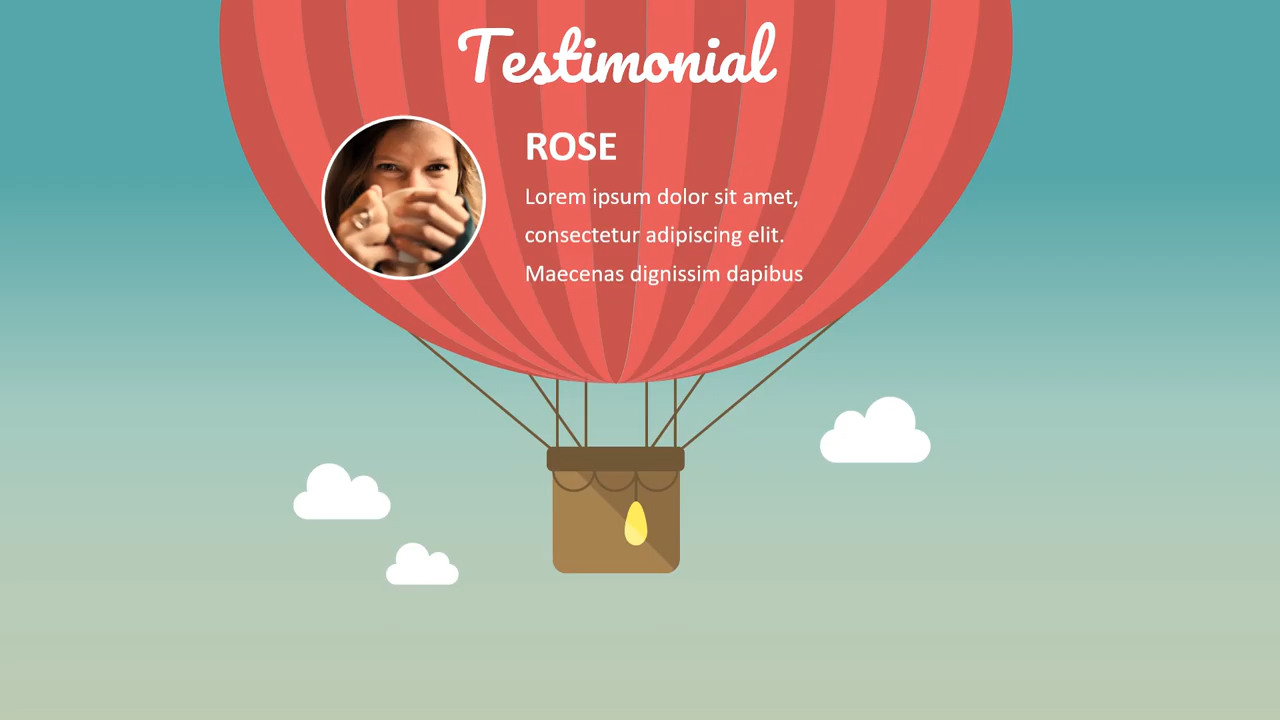 Testimonial
ROSE
Lorem ipsum dolor sit amet,
consectetur adipiscing elit.
Maecenas dignissim dapibus